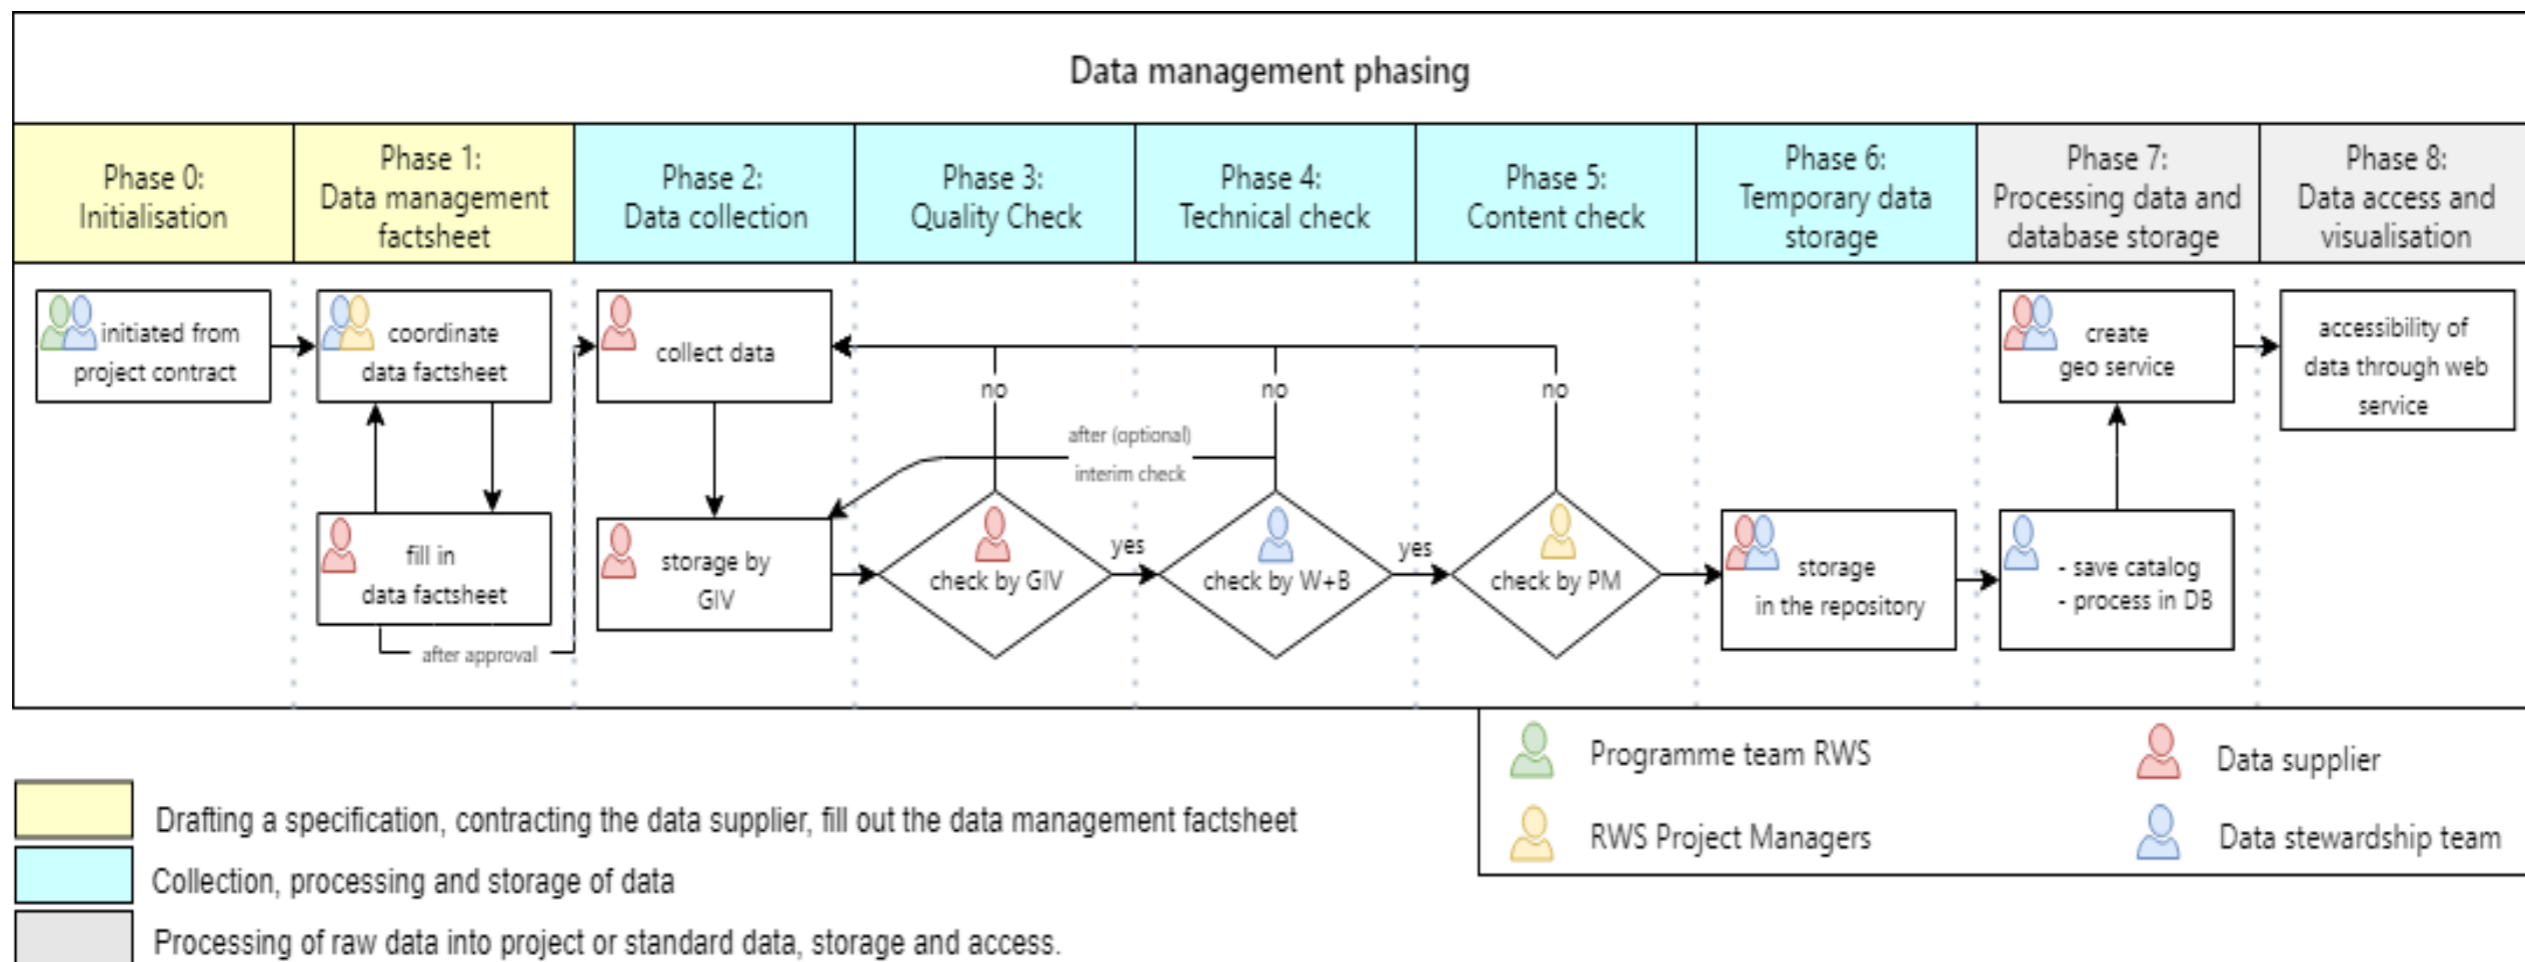 Data management phasing
Phase 0:
Initialisation
Phase 1:
Data management
factsheet
Phase 2:
Data collection
Phase 3:
Quality Check
Phase 4:
Technical check
Phase 5:
Content check
Phase 6:
Temporary data
storage
Phase 7:
Processing data and
database storage
Phase 8:
Data access and
visualisation
initiated from
project contract
coordinate
data factsheet
fill in
data factsheet
after approval
collect data
storage by
GIV
no
check by GIV
yes
after (optional)
interim check
no
check by W+B
yes
no
check by PM
storage
in the repository
create
geo service
- save catalog
- process in DB
accessibility of
data through web
service
Programme team RWS
Data supplier
RWS Project Managers
Data stewardship team
Drafting a specification, contracting the data supplier, fill out the data management factsheet
Collection, processing and storage of data
Processing of raw data into project or standard data, storage and access.